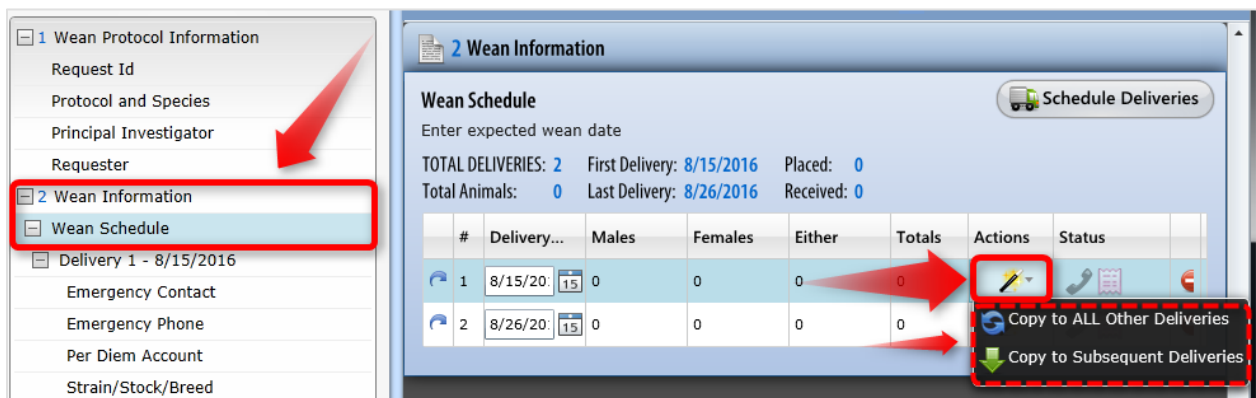 1 Wean Protocol Information
Request Id
Protocol and Species
Principal Investigator
Requester
2 Wean Information
Wean Schedule
Delivery 1 - 8/15/2016
Emergency Contact
Emergency Phone
Per Diem Account
Strain/Stock/Breed
2 Wean Information
Wean Schedule
Schedule Deliveries
Enter expected wean date
TOTAL DELIVERIES: 2 First Delivery: 8/15/2016 Placed: 0
Total Animals: 0 Last Delivery: 8/26/2016 Received: 0
# Delivery... Males Females Either Totals Actions Status
1 8/15/20 15 0 0 0 0
2 8/26/20 15 0 0 0 0
Copy to ALL Other Deliveries
Copy to Subsequent Deliveries